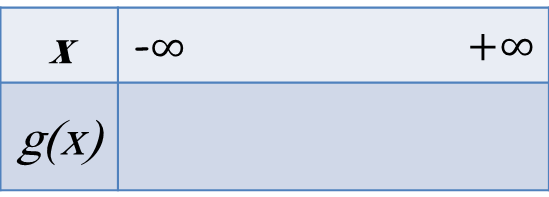 x -∞ +∞
g(x)